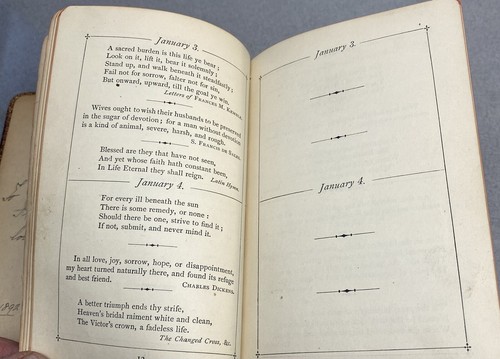 January 3.
A sacred burden is this life ye bear;
Look on it, lift it, bear it solemnly;
Stand up, and walk beneath it steadfastly;
Fail not for sorrow, falter not for sin,
But onward, upward, till the goal ye win.
Letters of FRANCES M. KEMBLE.
Wives ought to wish their husbands to be preserved
in the sugar of devotion; for a man without devotion
is a kind of animal, severe, harsh, and rough.
S. FRANCIS DE SALES.
Blessed are they that have not seen,
And yet whose faith hath constant been,
In Life Eternal they shall reign.
Latin Hymn.
January 4.
For every ill beneath the sun
There is some remedy, or none;
Should there be one, strive to find it;
If not, submit, and never mind it.
In all love, joy, sorrow, hope, or disappointment,
my heart turned naturally there, and found its refuge
and best friend.
CHARLES DICKENS.
A better triumph ends thy strife,
Heaven's bridal raiment white and clean,
The Victor's crown, a fadeless life.
The Changed Cross, &c.
January 3.
January 4.